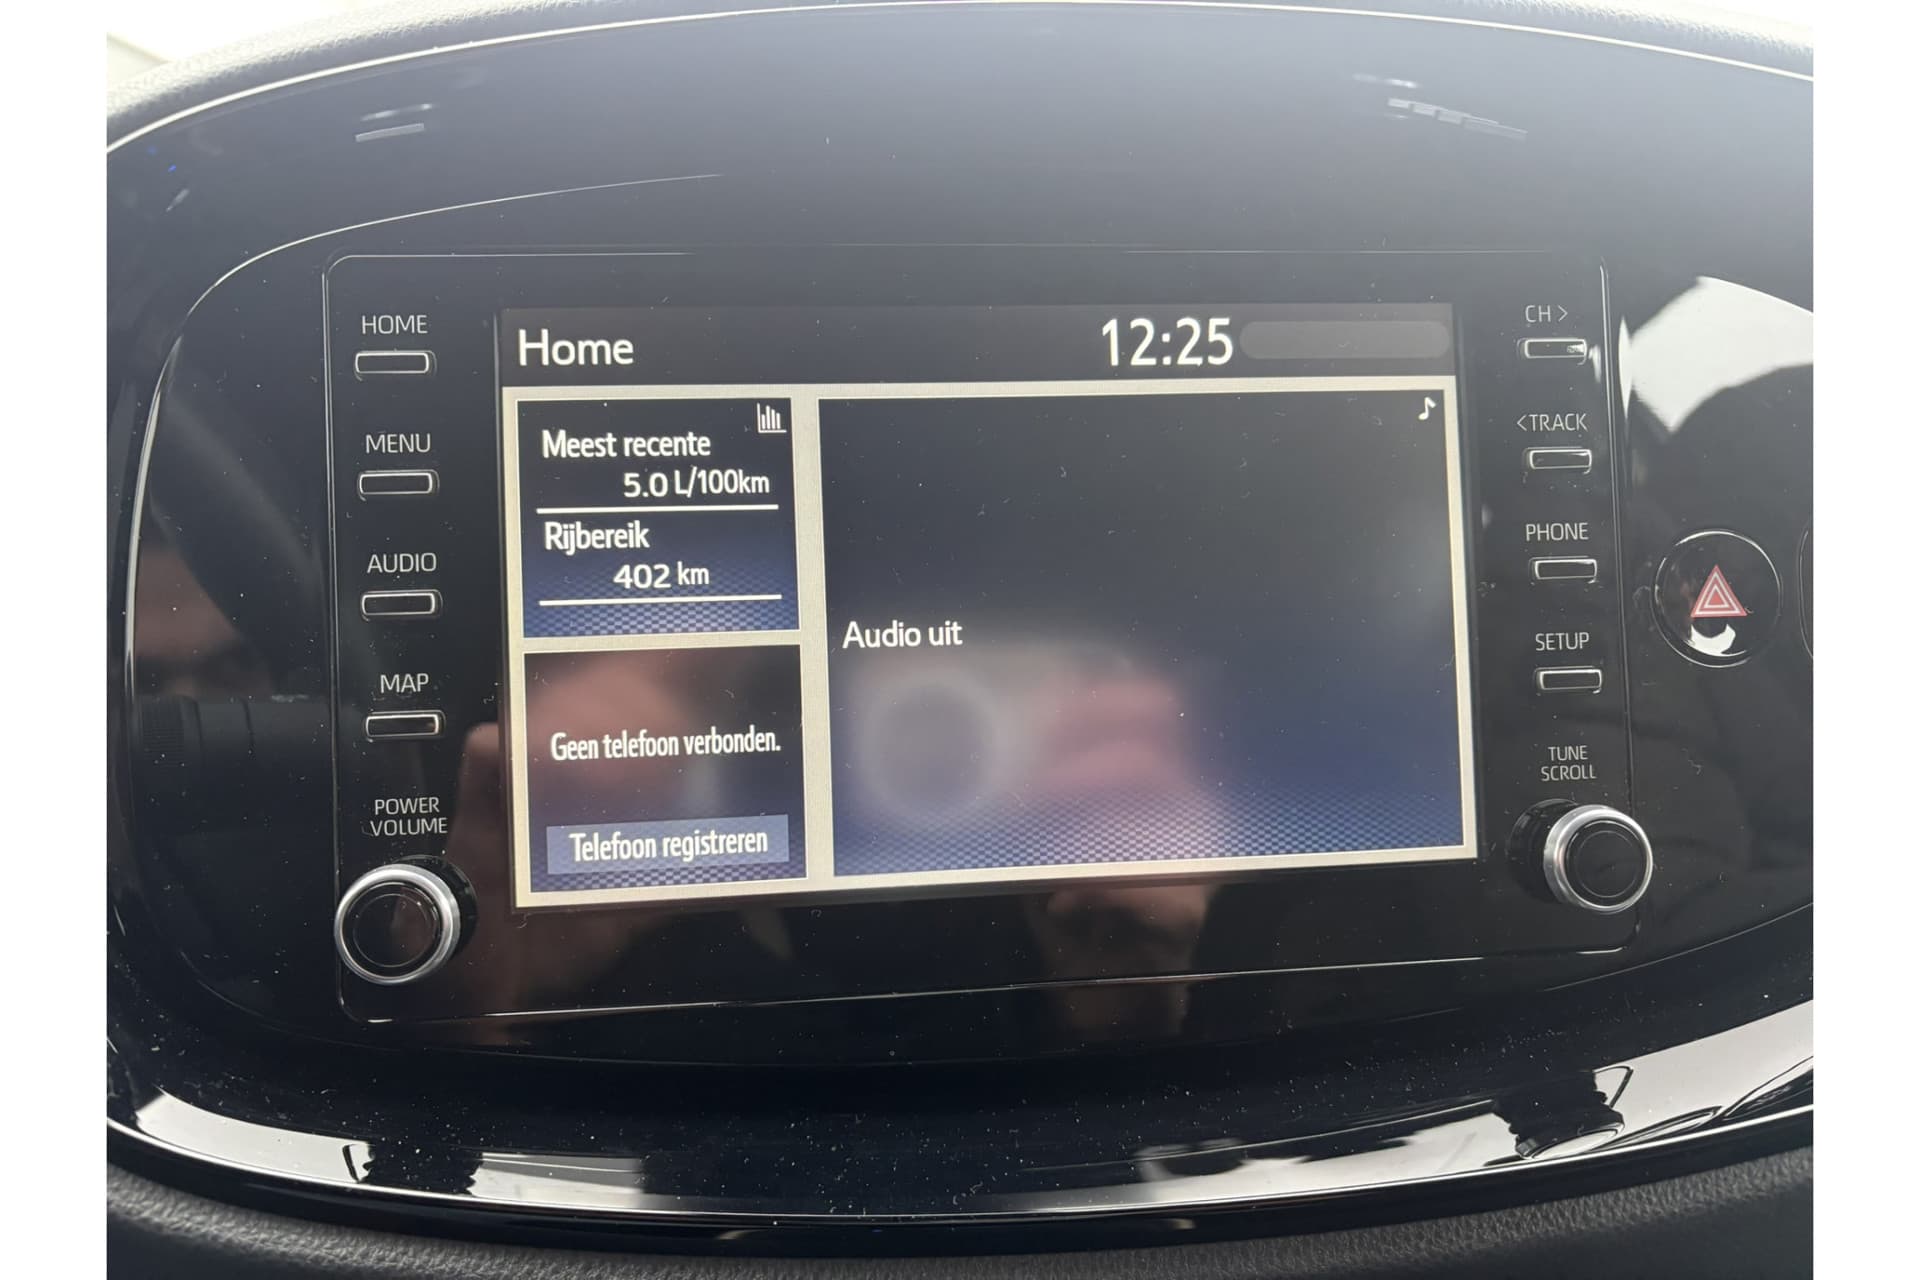 HOME
MENU
AUDIO
MAP
POWER
VOLUME
Home
12:25
Meest recente
5.0 L/100km
Rijbereik
402 km
Geen telefoon verbonden.
Telefoon registreren
Audio uit
CH >
<TRACK
PHONE
SETUP
TUNE
SCROLL